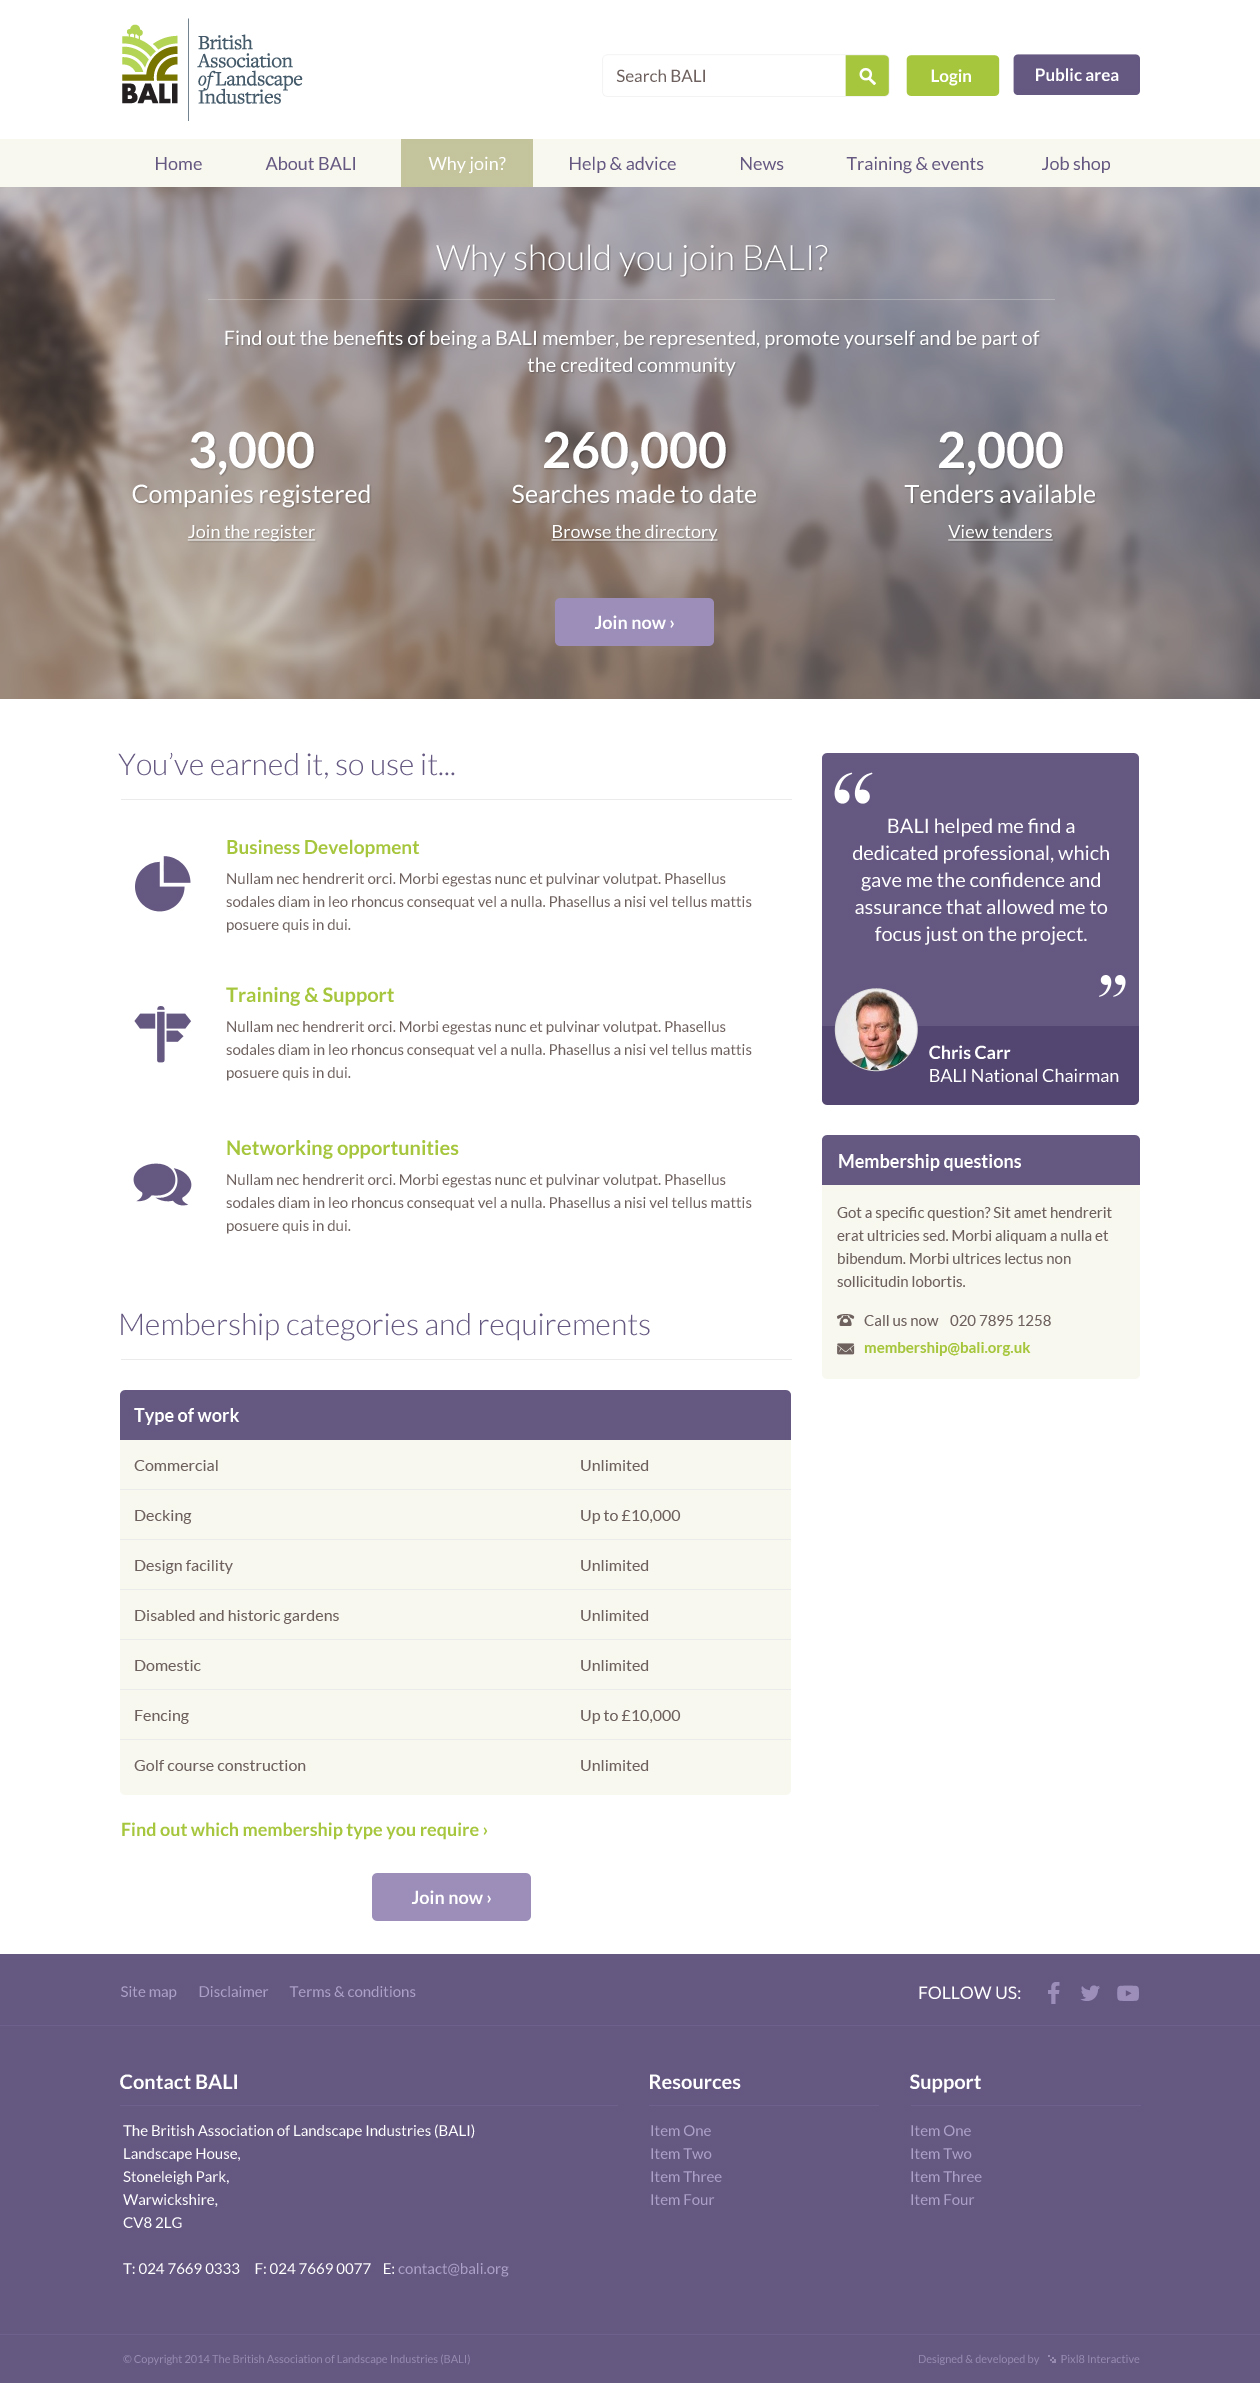 BALI
British
Association
of Landscape
Industries
Search BALI
Login
Public area
Home About BALI Why join? Help & advice News Training & events Job shop
Why should you join BALI?
Find out the benefits of being a BALI member, be represented, promote yourself and be part of
the credited community
3,000 260,000 2,000
Companies registered Searches made to date Tenders available
Join the register Browse the directory View tenders
Join now ›
You’ve earned it, so use it...
Business Development
Nullam nec hendrerit orci. Morbi egestas nunc et pulvinar volutpat. Phasellus
sodales diam in leo rhoncus consequat vel a nulla. Phasellus a nisi vel tellus mattis
posuere quis in dui.
Training & Support
Nullam nec hendrerit orci. Morbi egestas nunc et pulvinar volutpat. Phasellus
sodales diam in leo rhoncus consequat vel a nulla. Phasellus a nisi vel tellus mattis
posuere quis in dui.
Networking opportunities
Nullam nec hendrerit orci. Morbi egestas nunc et pulvinar volutpat. Phasellus
sodales diam in leo rhoncus consequat vel a nulla. Phasellus a nisi vel tellus mattis
posuere quis in dui.
“
BALI helped me find a
dedicated professional, which
gave me the confidence and
assurance that allowed me to
focus just on the project.
”
Chris Carr
BALI National Chairman
Membership questions
Got a specific question? Sit amet hendrerit
erat ultricies sed. Morbi aliquam a nulla et
bibendum. Morbi ultrices lectus non
sollicitudin lobortis.
Call us now 020 7895 1258
membership@bali.org.uk
Membership categories and requirements
Type of work
Commercial Unlimited
Decking Up to £10,000
Design facility Unlimited
Disabled and historic gardens Unlimited
Domestic Unlimited
Fencing Up to £10,000
Golf course construction Unlimited
Find out which membership type you require ›
Join now ›
Site map Disclaimer Terms & conditions FOLLOW US:
Contact BALI
The British Association of Landscape Industries (BALI)
Landscape House,
Stoneleigh Park,
Warwickshire,
CV8 2LG
T: 024 7669 0333 F: 024 7669 0077 E: contact@bali.org
Resources
Item One
Item Two
Item Three
Item Four
Support
Item One
Item Two
Item Three
Item Four
© Copyright 2014 The British Association of Landscape Industries (BALI)
Designed & developed by Pixl8 Interactive